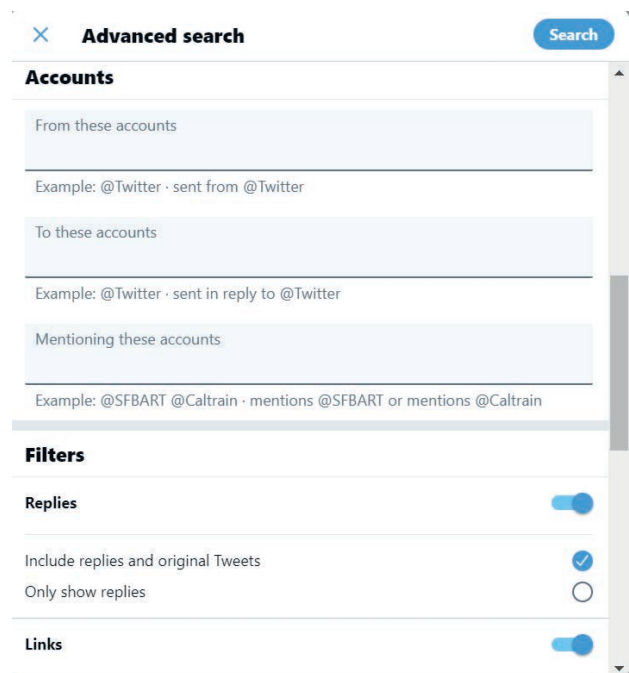 Advanced search
Search
Accounts
From these accounts
Example: @Twitter · sent from @Twitter
To these accounts
Example: @Twitter · sent in reply to @Twitter
Mentioning these accounts
Example: @SFBART @Caltrain · mentions @SFBART or mentions @Caltrain
Filters
Replies
Include replies and original Tweets
Only show replies
Links